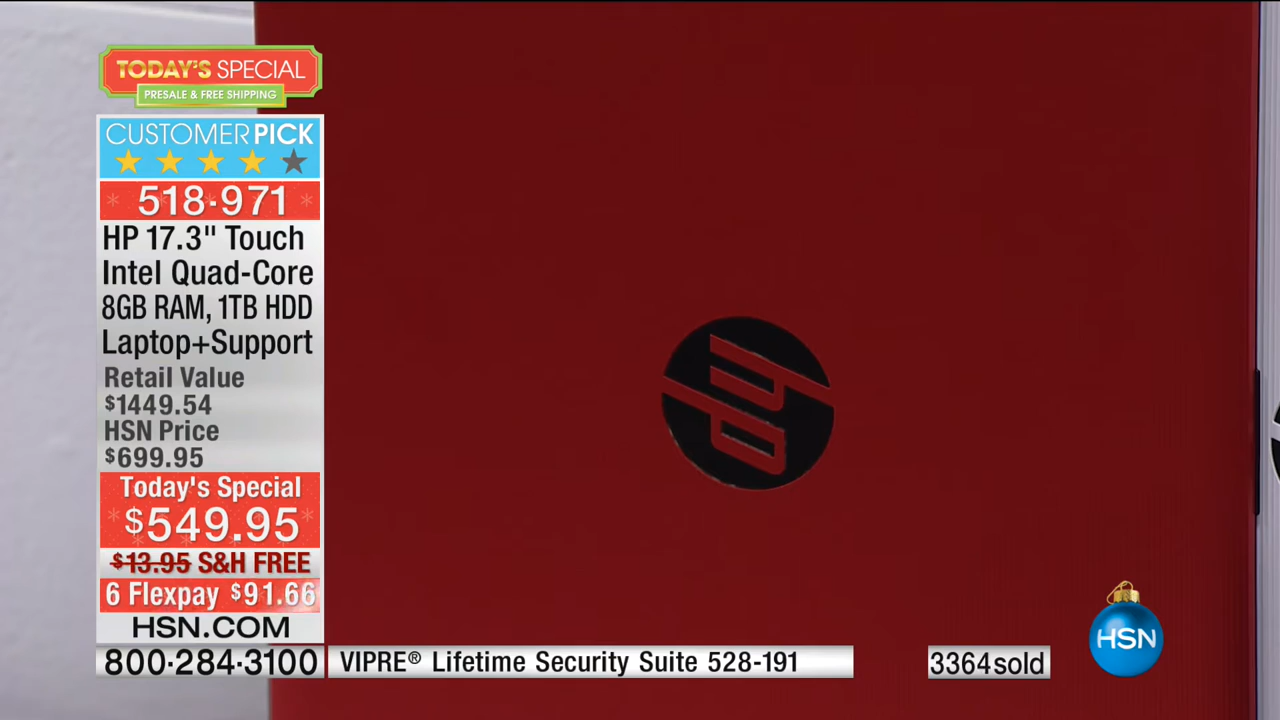 TODAY'S SPECIAL
PRESALE & FREE SHIPPING
CUSTOMER PICK
518-971
HP 17.3" Touch
Intel Quad-Core
8GB RAM, 1TB HDD
Laptop+Support
Retail Value
$1449.54
HSN Price
$699.95
Today's Special
$549.95
$13.95 S&H FREE
6 Flexpay $91.66
HSN.COM
800·284·3100
VIPRE® Lifetime Security Suite 528-191
3364sold
HSN
hp